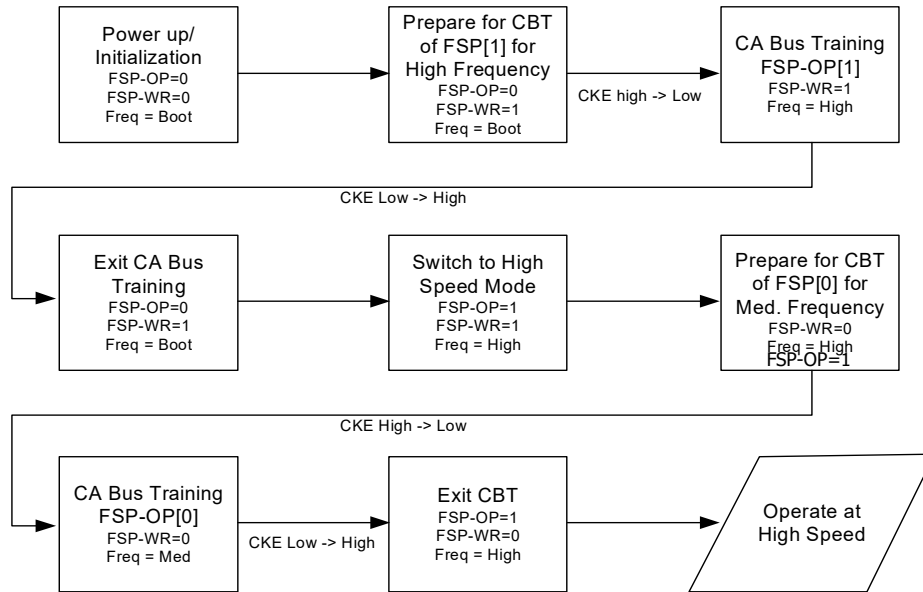 Power up/
Initialization
FSP-OP=0
FSP-WR=0
Freq = Boot
Prepare for CBT
of FSP[1] for
High Frequency
FSP-OP=0
FSP-WR=1
Freq = Boot
CKE high -> Low
CA Bus Training
FSP-OP[1]
FSP-WR=1
Freq = High
CKE Low -> High
Exit CA Bus
Training
FSP-OP=0
FSP-WR=1
Freq = Boot
Switch to High
Speed Mode
FSP-OP=1
FSP-WR=1
Freq = High
Prepare for CBT
of FSP[0] for
Med. Frequency
FSP-WR=0
Freq = High
FSP-OP=1
CKE High -> Low
CA Bus Training
FSP-OP[0]
FSP-WR=0
Freq = Med
CKE Low -> High
Exit CBT
FSP-OP=1
FSP-WR=0
Freq = High
Operate at
High Speed